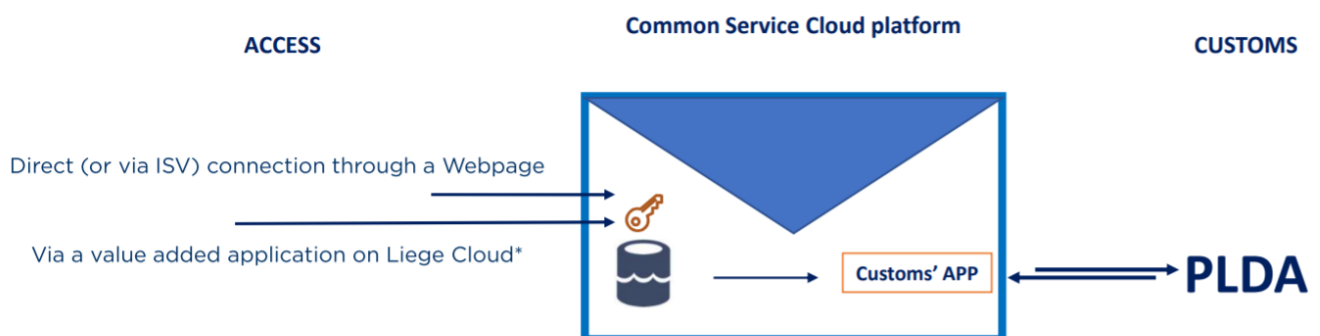 ACCESS
Common Service Cloud platform
CUSTOMS
Direct (or via ISV) connection through a Webpage
Via a value added application on Liege Cloud*
Customs’ APP
PLDA